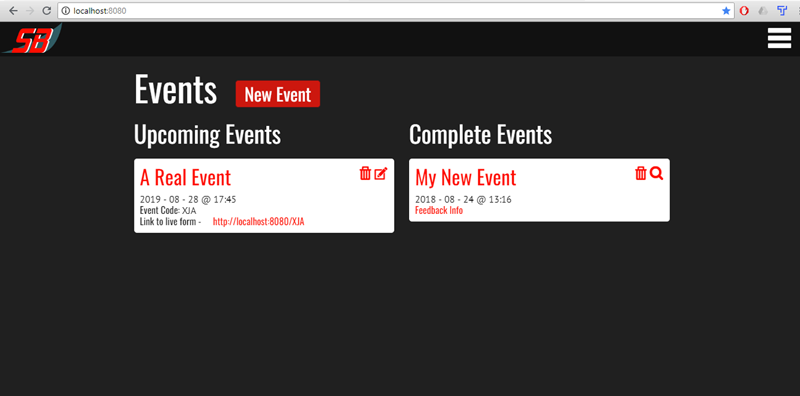 localhost:8080
SB
Events
New Event
Upcoming Events
Complete Events
A Real Event
2019 - 08 - 28 @ 17:45
Event Code: XJA
Link to live form - http://localhost:8080/XJA
My New Event
2018 - 08 - 24 @ 13:16
Feedback Info